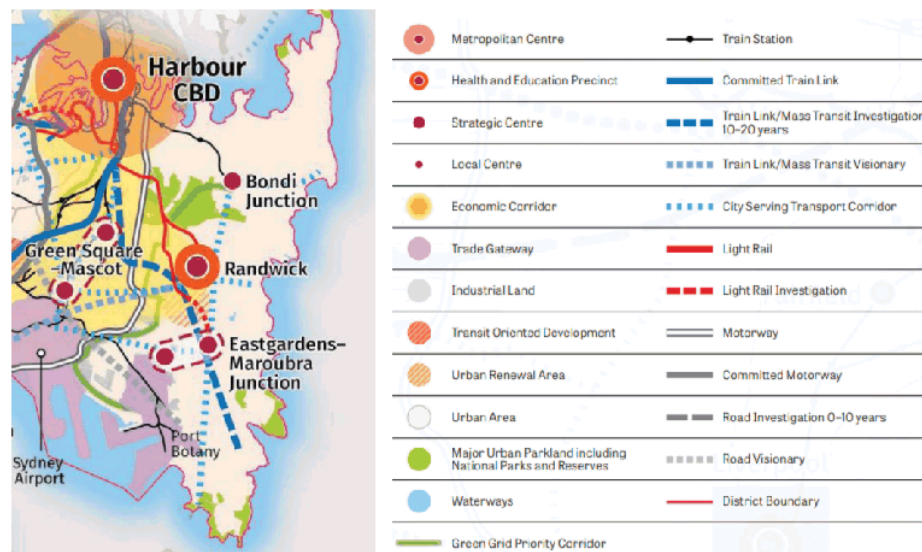 Harbour
CBD
Bondi
Junction
Green Square
–Mascot
Randwick
Eastgardens–
Maroubra
Junction
Port
Botany
Sydney
Airport
Metropolitan Centre
Health and Education Precinct
Strategic Centre
Local Centre
Economic Corridor
Trade Gateway
Industrial Land
Transit Oriented Development
Urban Renewal Area
Urban Area
Major Urban Parkland including
National Parks and Reserves
Waterways
Green Grid Priority Corridor
Train Station
Committed Train Link
Train Link/Mass Transit Investigation
10–20 years
Train Link/Mass Transit Visionary
City Serving Transport Corridor
Light Rail
Light Rail Investigation
Motorway
Committed Motorway
Road Investigation 0–10 years
Road Visionary
District Boundary
Liverpool